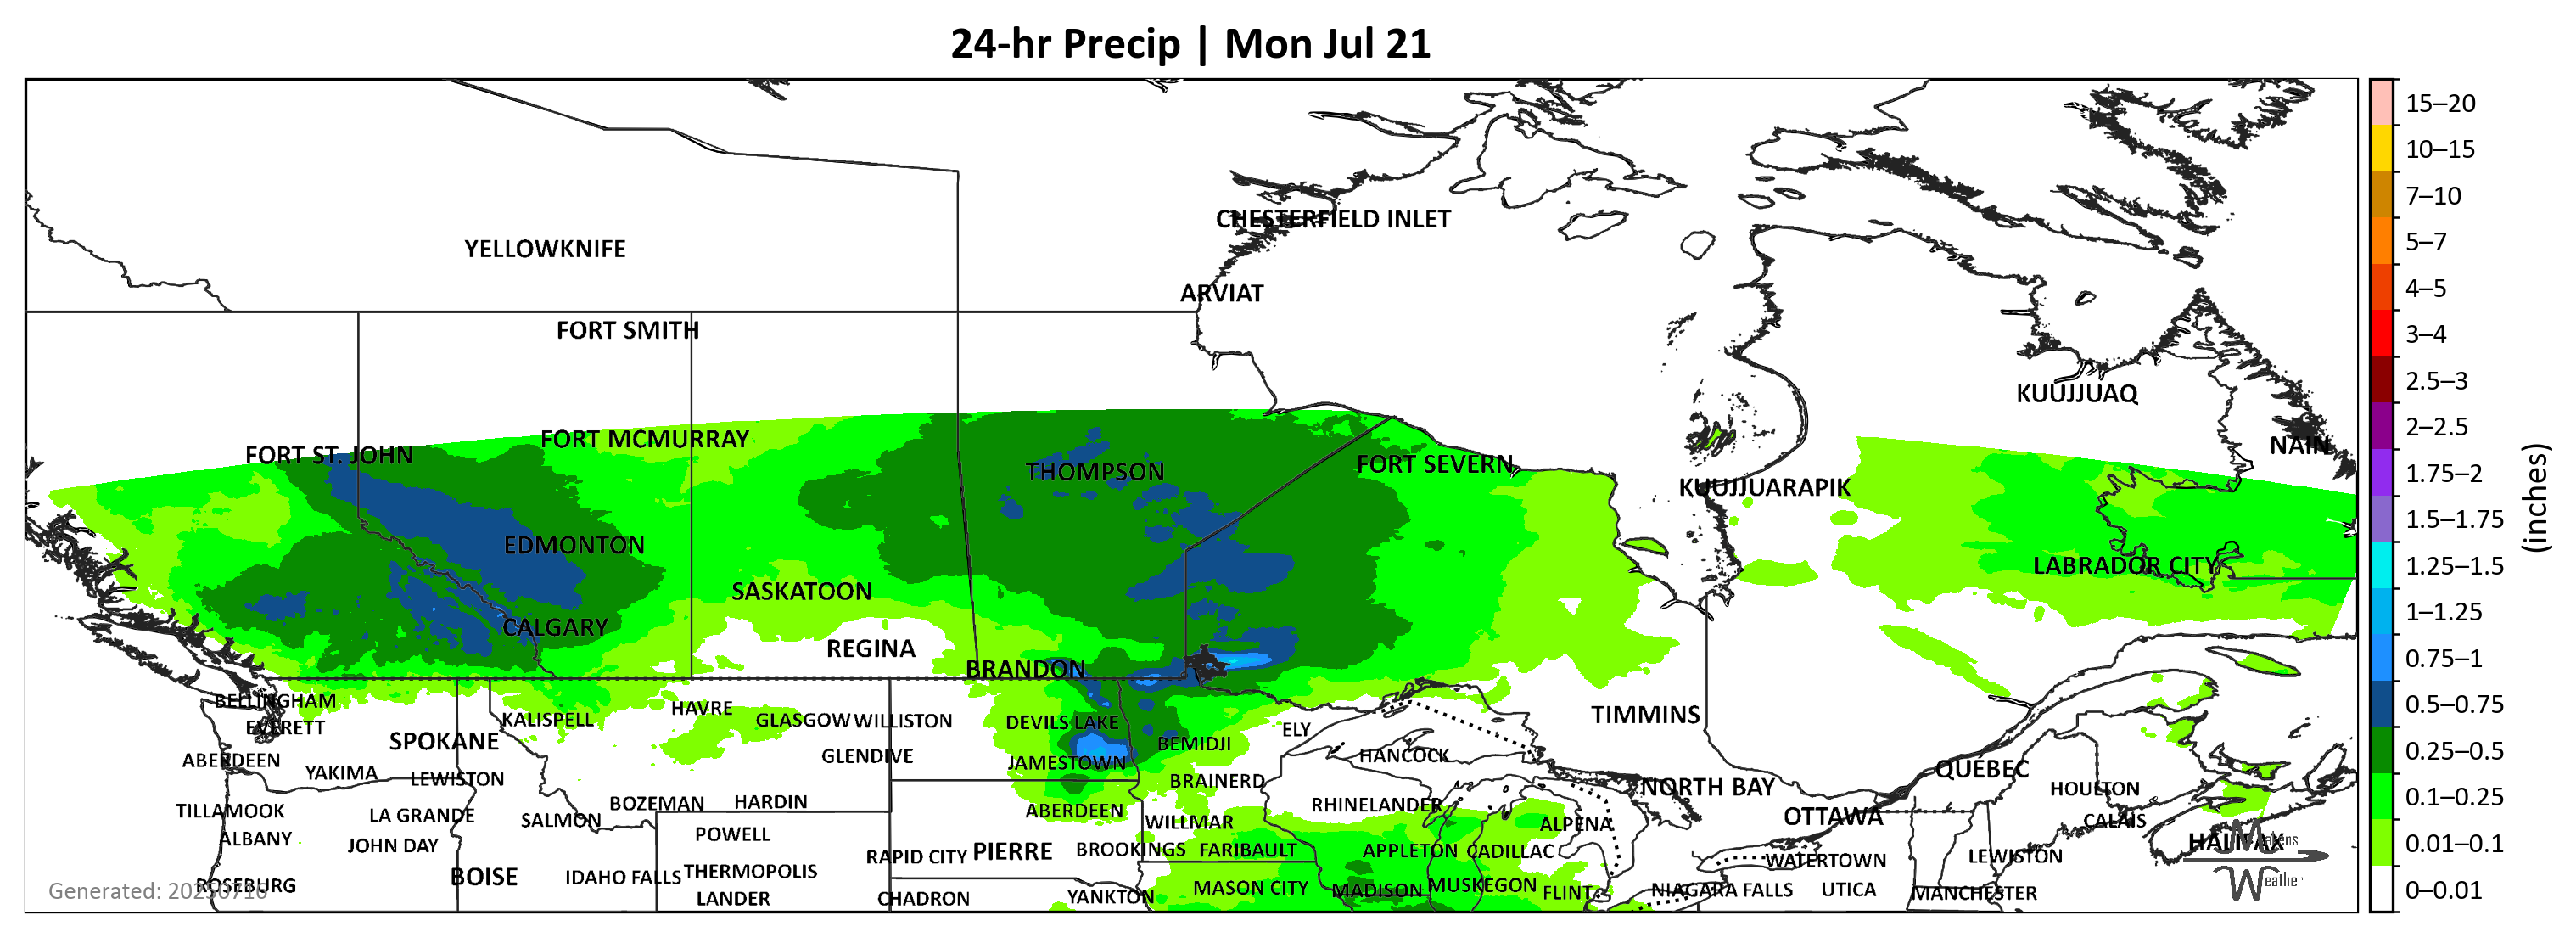 24-hr Precip | Mon Jul 21
CHESTERFIELD INLET
YELLOWKNIFE
ARVIAT
FORT SMITH
KUUJJUAQ
FORT MCMURRAY
NAIN
FORT ST. JOHN
THOMPSON
FORT SEVERN
KUUJJUARAPIK
EDMONTON
LABRADOR CITY
SASKATOON
CALGARY
REGINA
BRANDON
BELLINGHAM
HAVRE
KALISPELL
GLASGOW
WILLISTON
DEVILS LAKE
TIMMINS
EVERETT
ELY
SPOKANE
BEMIDJI
GLENDIVE
HANCOCK
ABERDEEN
JAMESTOWN
QUÉBEC
YAKIMA
LEWISTON
BRAINERD
NORTH BAY
HOULTON
BOZEMAN
HARDIN
RHINELANDER
TILLAMOOK
LA GRANDE
SALMON
ABERDEEN
WILLMAR
ALPENA
OTTAWA
CALAIS
ALBANY
JOHN DAY
POWELL
HALIFAX
Makens
Weather
RAPID CITY
PIERRE
BROOKINGS
FARIBAULT
APPLETON
CADILLAC
WATERTOWN
LEWISTON
BOISE
IDAHO FALLS
THERMOPOLIS
ROSEBURG
Generated: 20250716
MASON CITY
MADISON
MUSKEGON
FLINT
NIAGARA FALLS
UTICA
MANCHESTER
LANDER
CHADRON
YANKTON
15–20
10–15
7–10
5–7
4–5
3–4
2.5–3
2–2.5
1.75–2
1.5–1.75
1.25–1.5
1–1.25
0.75–1
0.5–0.75
0.25–0.5
0.1–0.25
0.01–0.1
0–0.01
(inches)